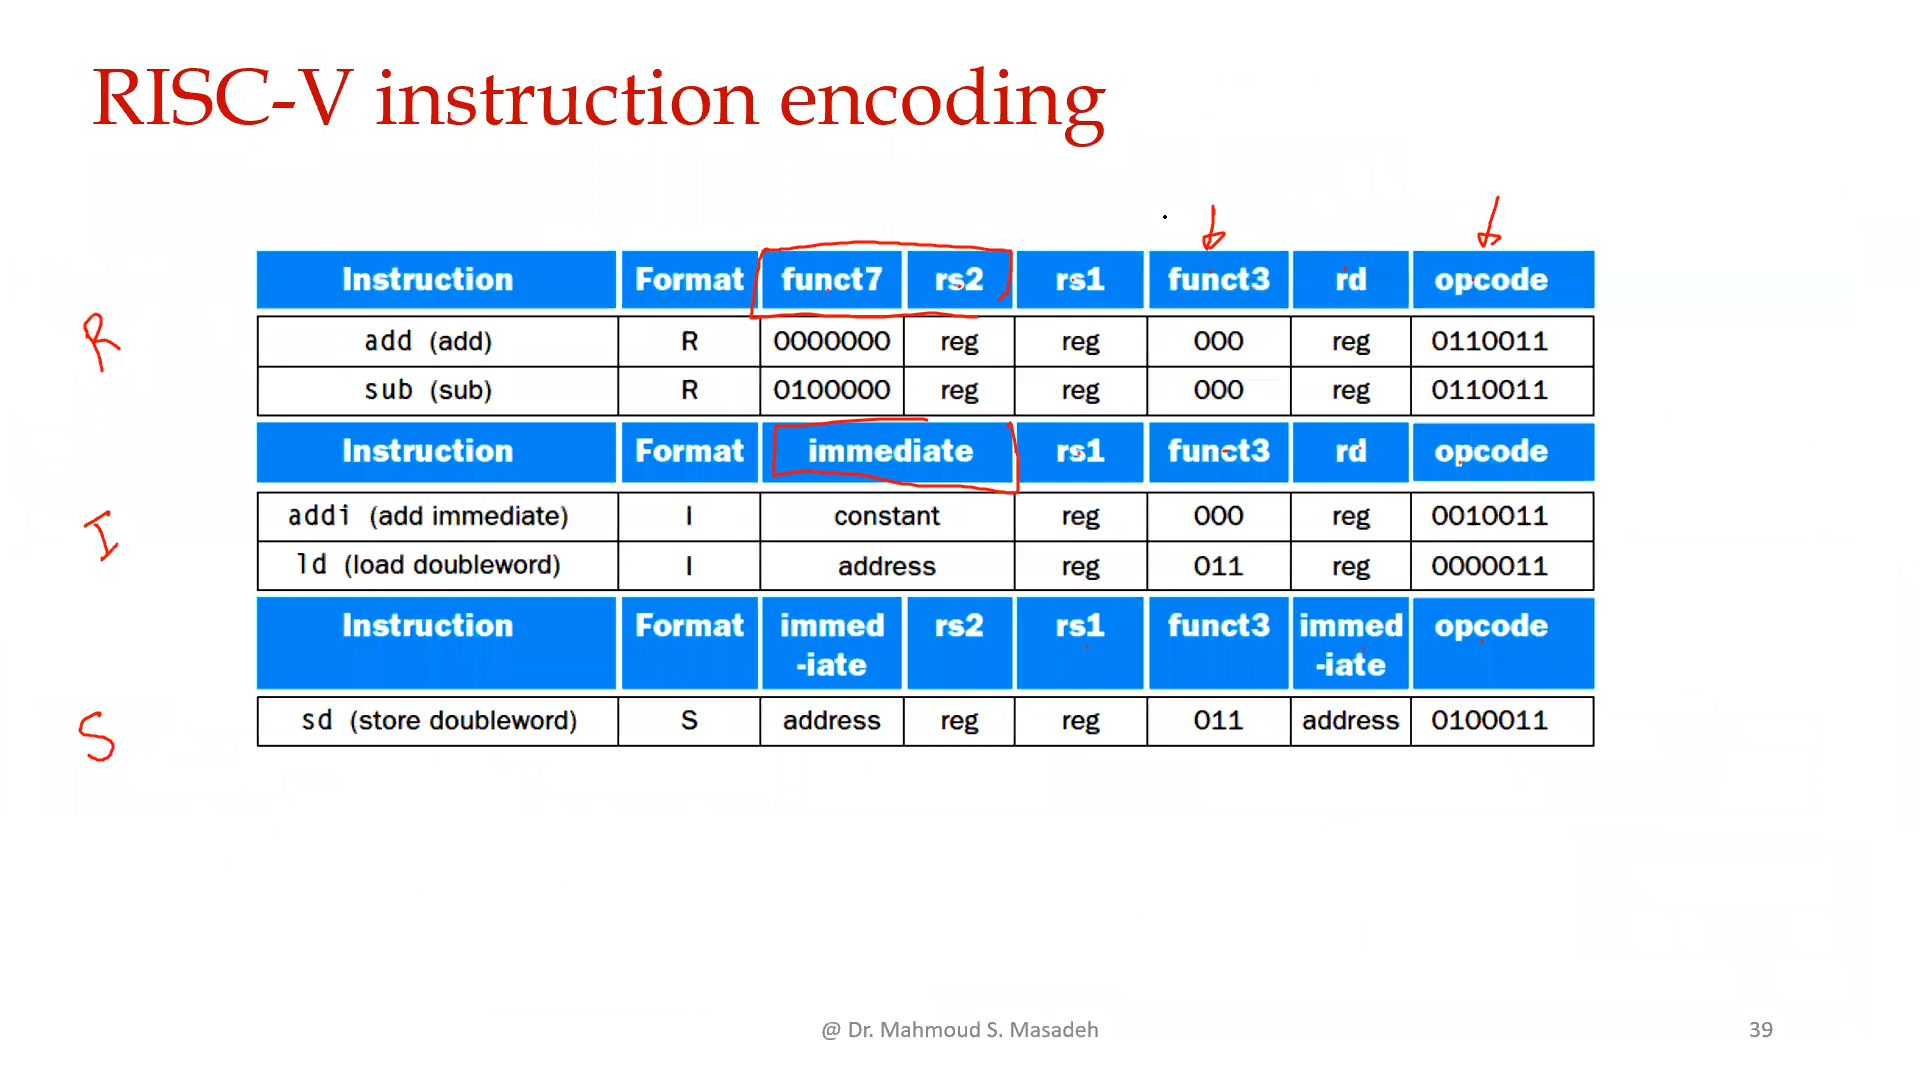 RISC-V instruction encoding
Instruction Format funct7 rs2 rs1 funct3 rd opcode
R
add (add) R 0000000 reg reg 000 reg 0110011
sub (sub) R 0100000 reg reg 000 reg 0110011
Instruction Format immediate rs1 funct3 rd opcode
I
addi (add immediate) I constant reg 000 reg 0010011
ld (load doubleword) I address reg 011 reg 0000011
Instruction Format immed rs2 rs1 funct3 immed opcode
-iate -iate
S
sd (store doubleword) S address reg reg 011 address 0100011
@ Dr. Mahmoud S. Masadeh 39